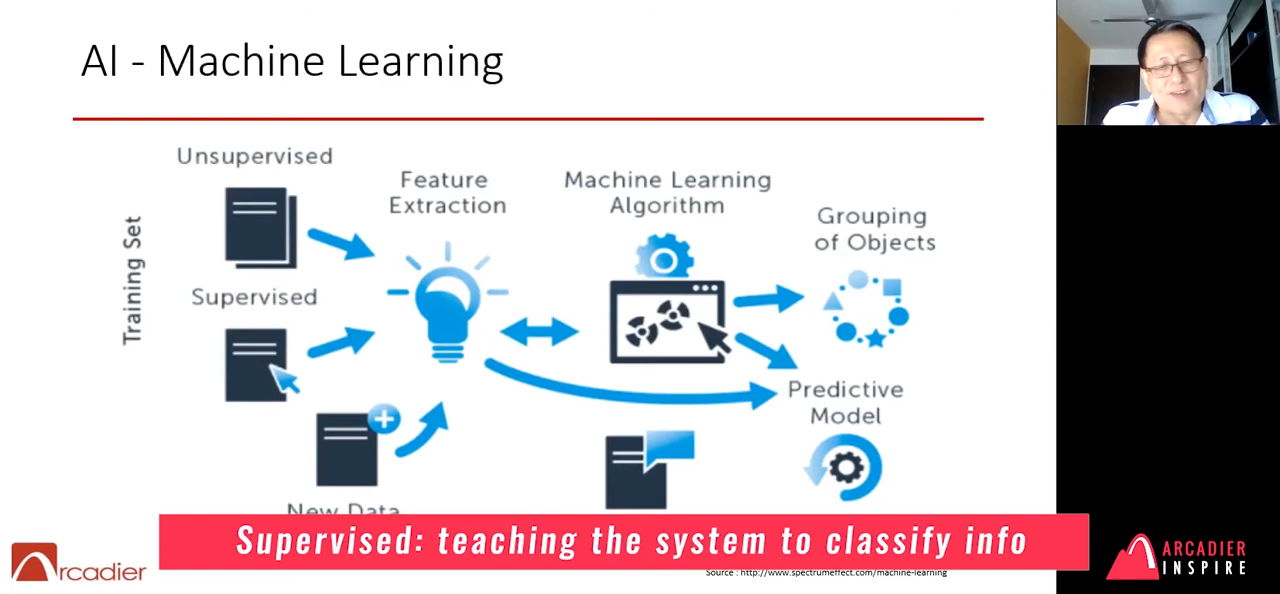 AI - Machine Learning
Training Set
Unsupervised
Supervised
Feature
Extraction
Machine Learning
Algorithm
Grouping
of Objects
Predictive
Model
New Data
Supervised: teaching the system to classify info
Source : http://www.spectrumeffect.com/machine-learning
rcadier
ARCADIER
INSPIRE